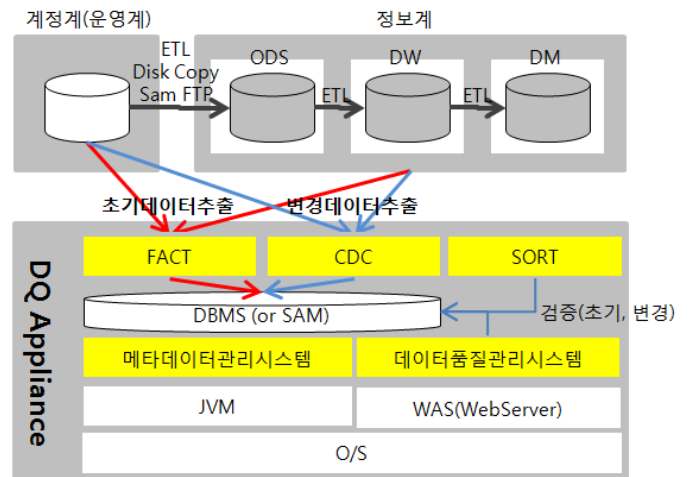 계정계(운영계)
정보계
ETL
Disk Copy
Sam FTP
ODS
ETL
DW
ETL
DM
초기데이터추출
변경데이터추출
DQ Appliance
FACT
CDC
SORT
DBMS (or SAM)
검증(초기, 변경)
메타데이터관리시스템
데이터품질관리시스템
JVM
WAS(WebServer)
O/S